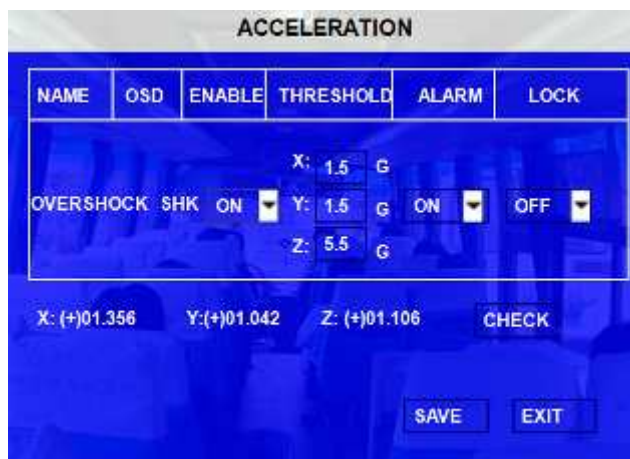 ACCELERATION
NAME OSD ENABLE THRESHOLD ALARM LOCK
X: 1.5 G
OVERSHOCK SHK ON Y: 1.5 G ON OFF
Z: 5.5 G
X: (+)01.356 Y:(+)01.042 Z: (+)01.106 CHECK
SAVE EXIT